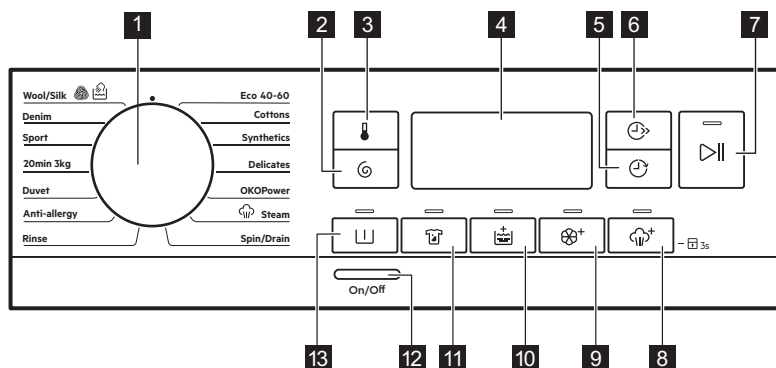 1
2
3
4
5
6
7
Wool/Silk
Denim
Sport
20min 3kg
Duvet
Anti-allergy
Rinse
Eco 40-60
Cottons
Synthetics
Delicates
OKOPower
Steam
Spin/Drain
3s
On/Off
13
12
11
10
9
8